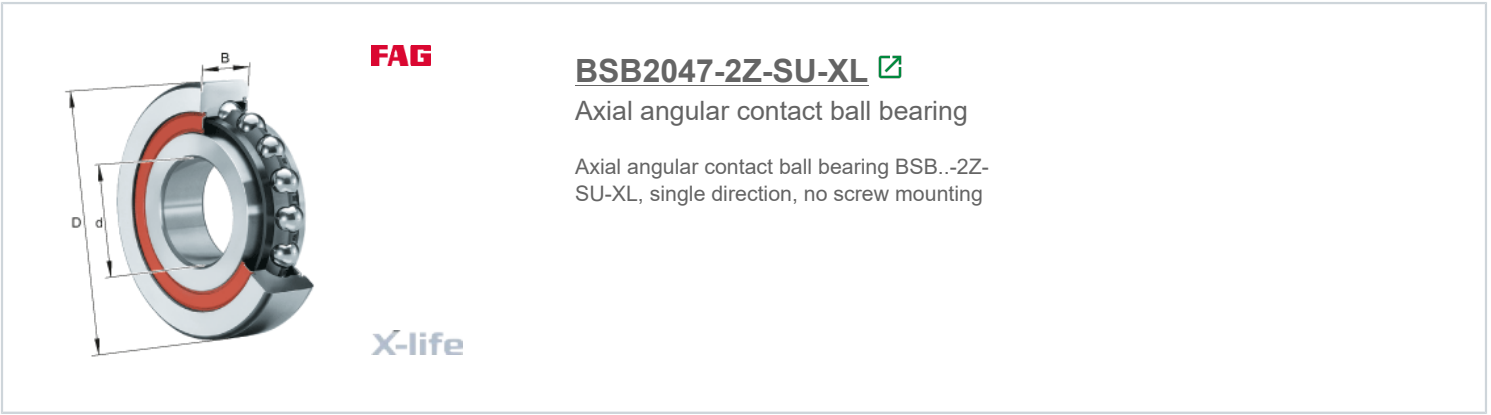 B
D
d
FAG
BSB2047-2Z-SU-XL
Axial angular contact ball bearing
Axial angular contact ball bearing BSB..-2Z-
SU-XL, single direction, no screw mounting
X-life